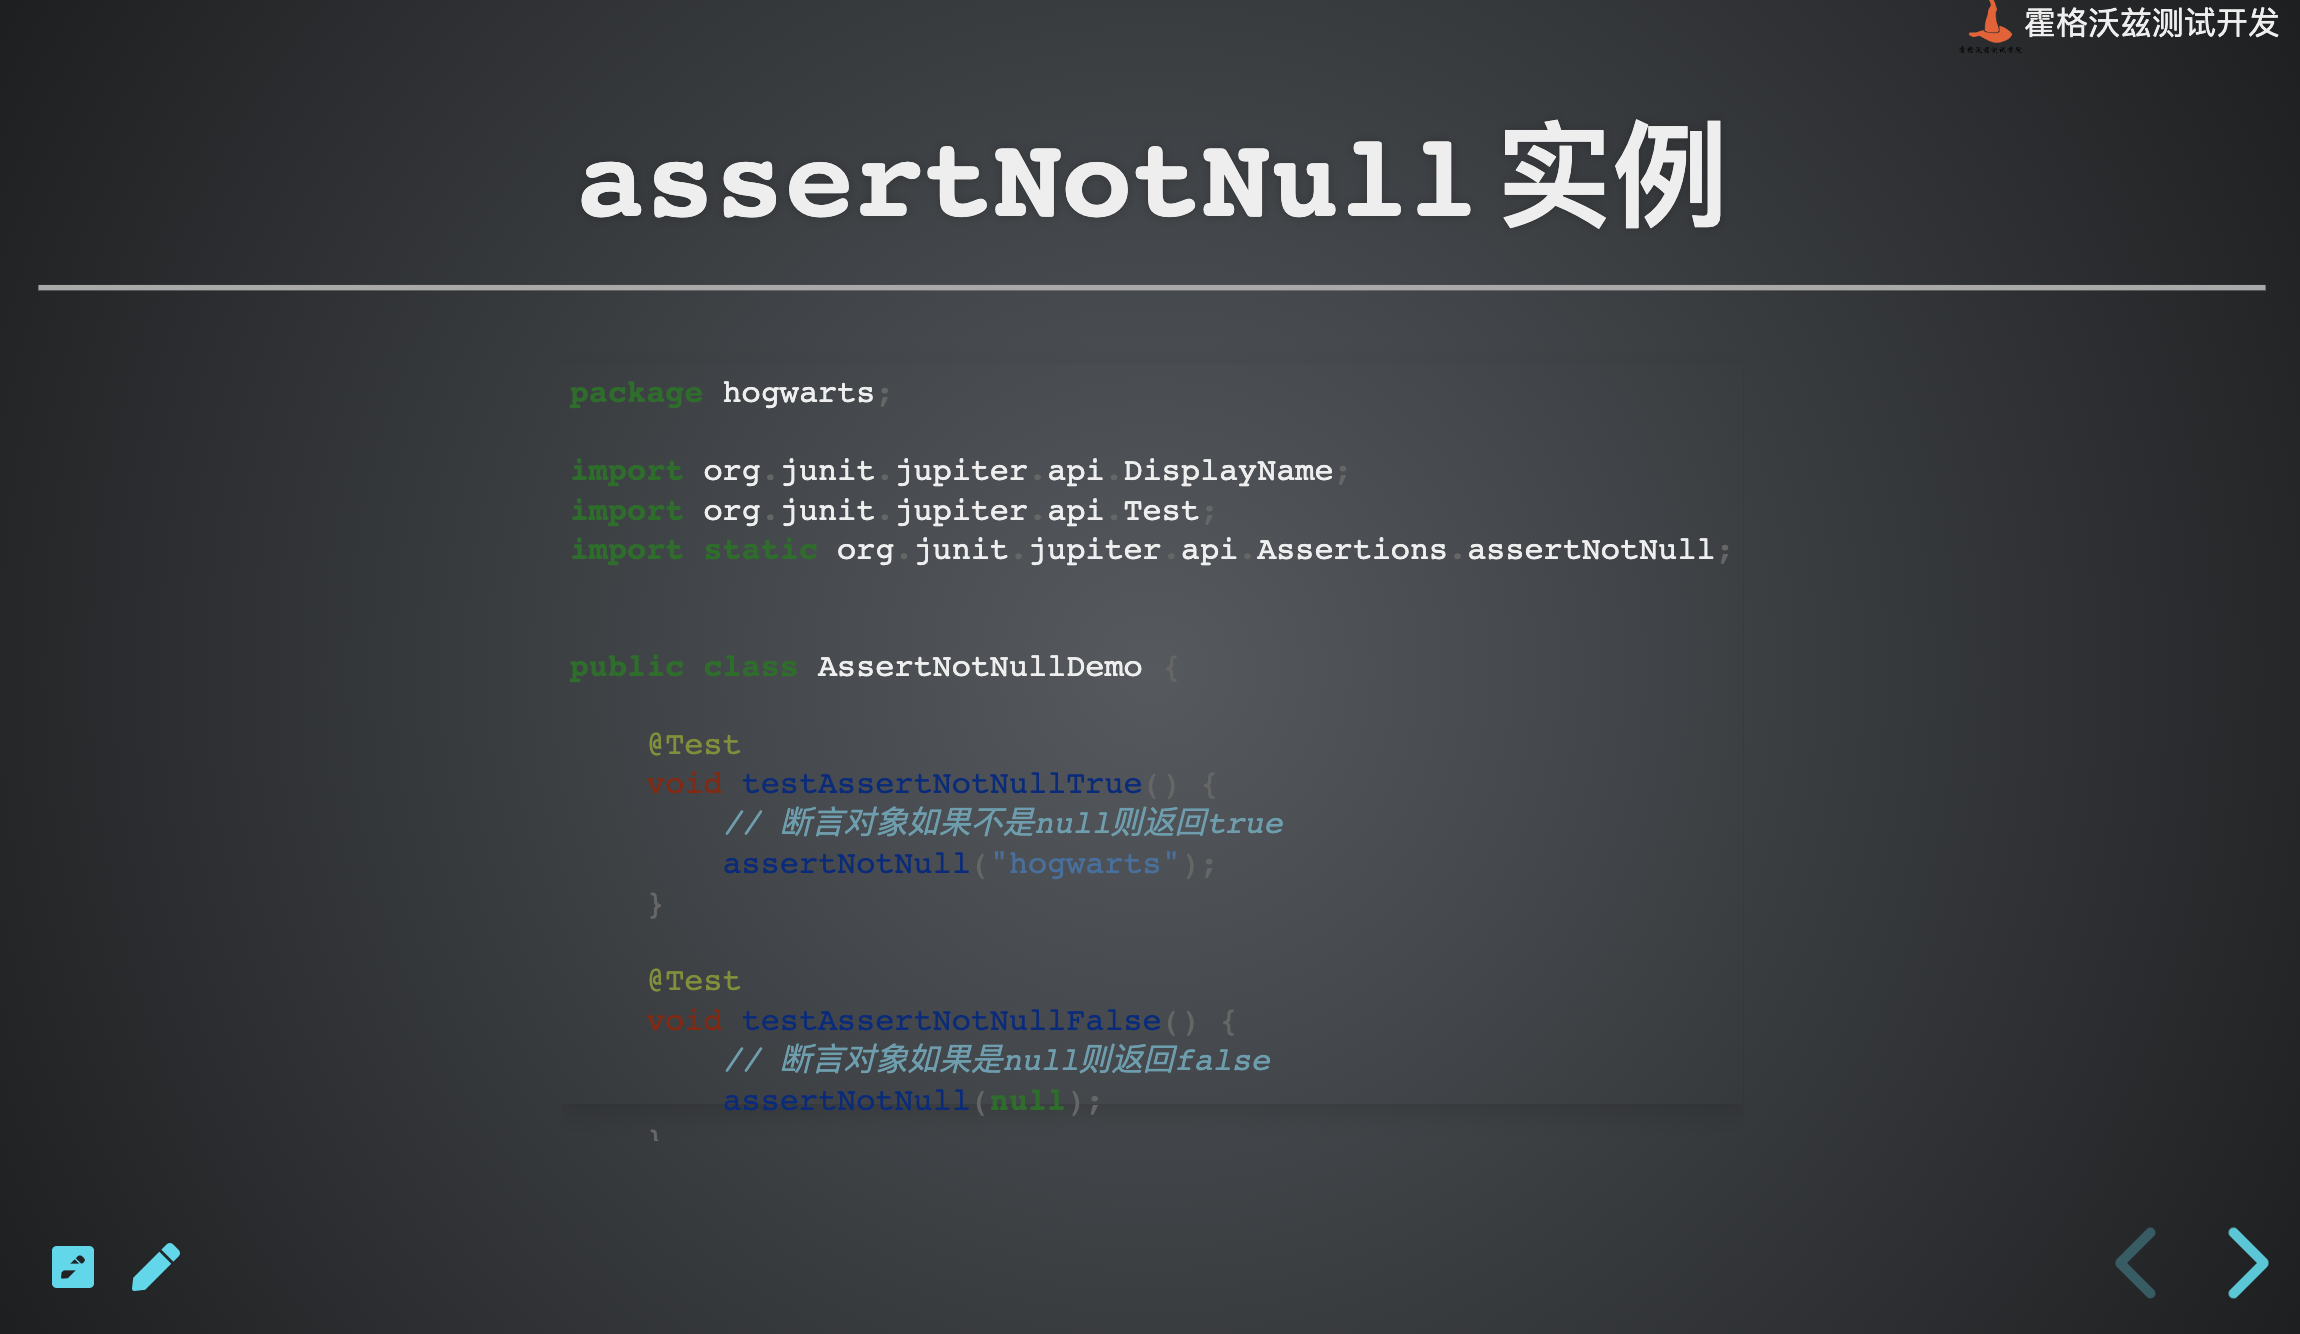 霍格沃兹测试开发
assertNotNull 实例
package hogwarts;
import org.junit.jupiter.api.DisplayName;
import org.junit.jupiter.api.Test;
import static org.junit.jupiter.api.Assertions.assertNotNull;
public class AssertNotNullDemo {
@Test
void testAssertNotNullTrue() {
// 断言对象如果不是null则返回true
assertNotNull("hogwarts");
}
@Test
void testAssertNotNullFalse() {
// 断言对象如果是null则返回false
assertNotNull(null);
}